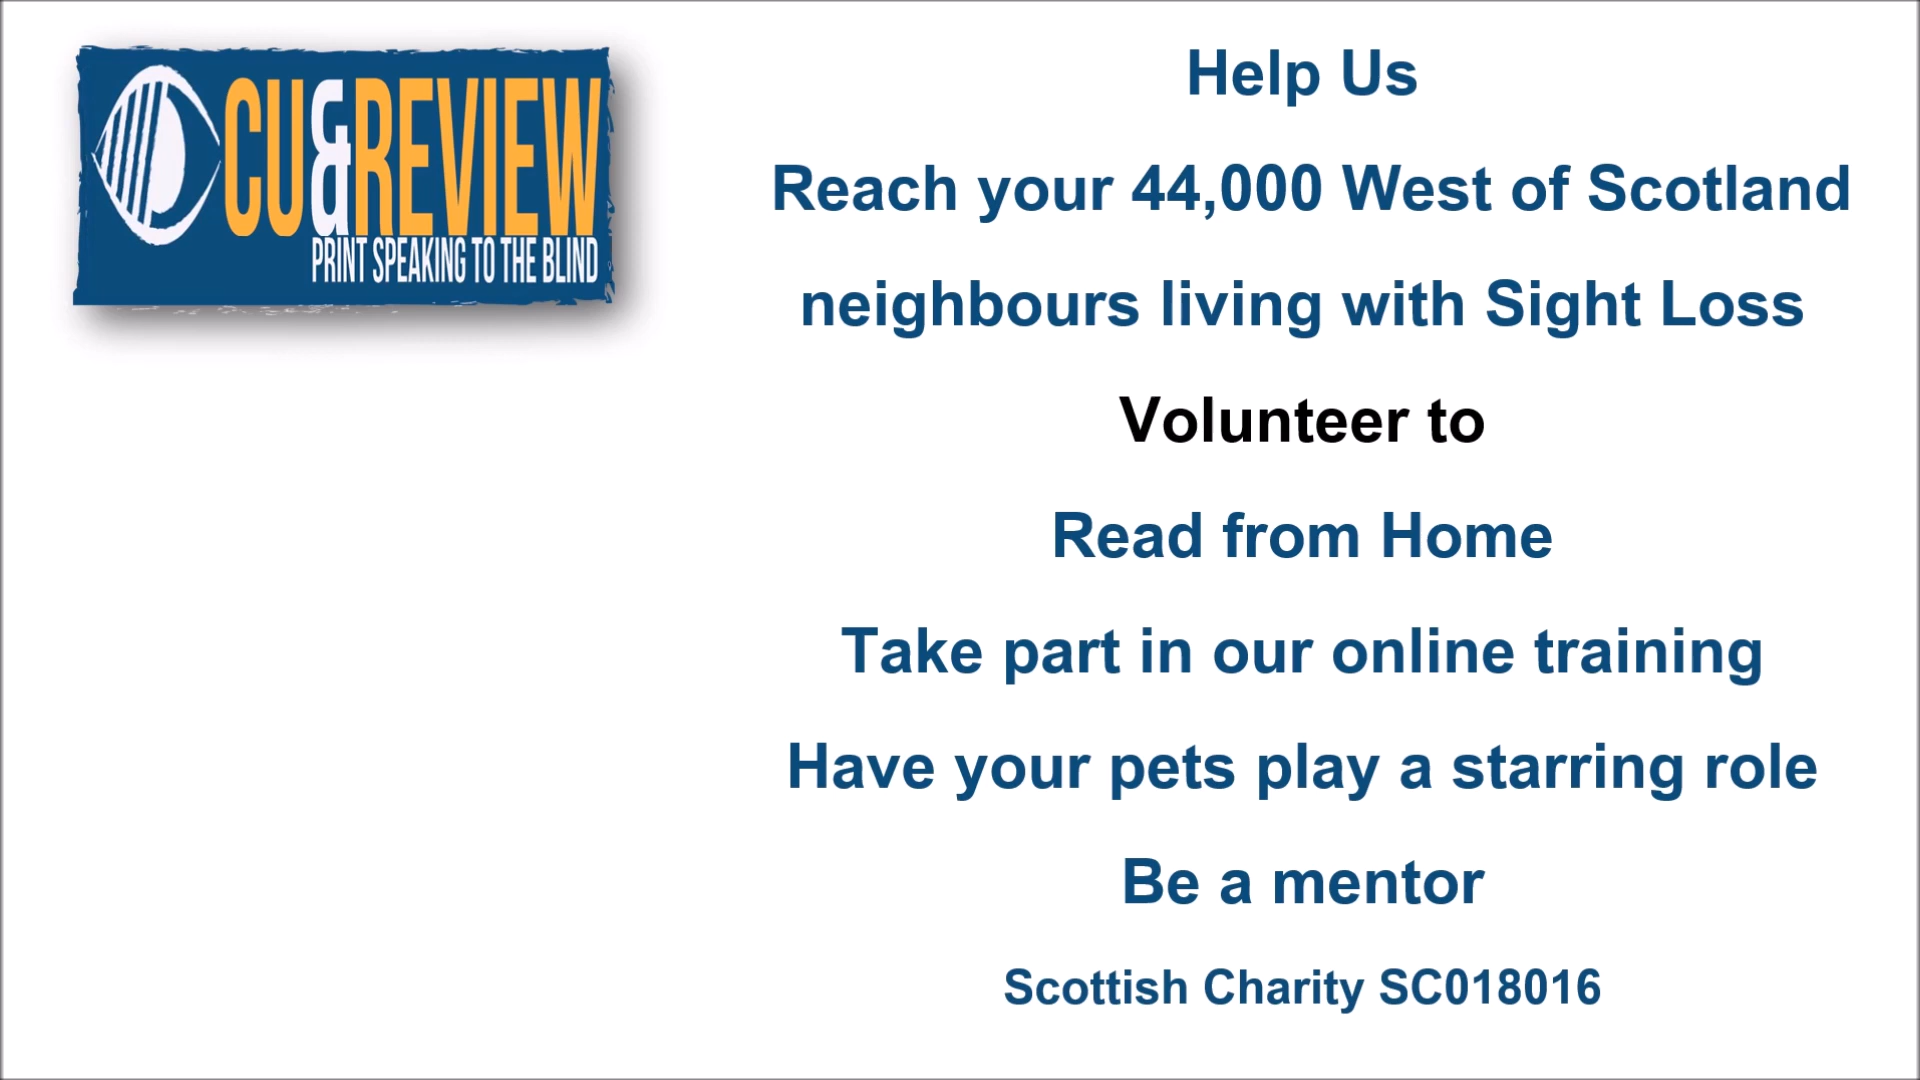 CU&REVIEW
PRINT SPEAKING TO THE BLIND
Help Us
Reach your 44,000 West of Scotland
neighbours living with Sight Loss
Volunteer to
Read from Home
Take part in our online training
Have your pets play a starring role
Be a mentor
Scottish Charity SC018016